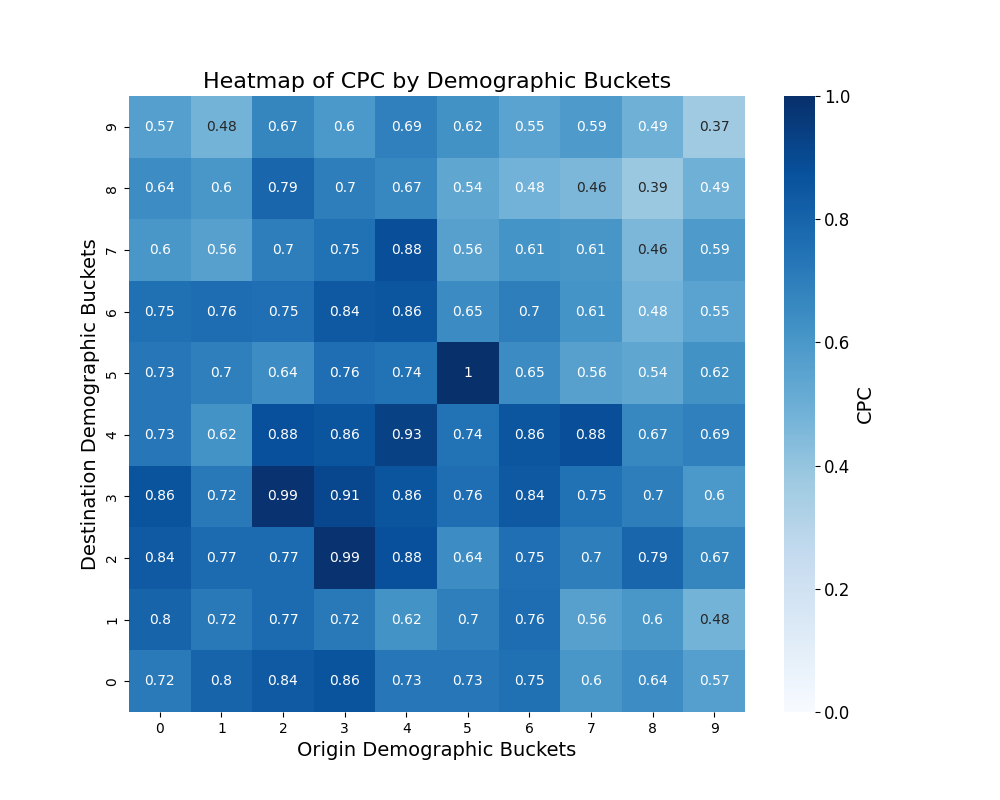 Heatmap of CPC by Demographic Buckets
9 0.57 0.48 0.67 0.6 0.69 0.62 0.55 0.59 0.49 0.37
8 0.64 0.6 0.79 0.7 0.67 0.54 0.48 0.46 0.39 0.49
7 0.6 0.56 0.7 0.75 0.88 0.56 0.61 0.61 0.46 0.59
6 0.75 0.76 0.75 0.84 0.86 0.65 0.7 0.61 0.48 0.55
5 0.73 0.7 0.64 0.76 0.74 1 0.65 0.56 0.54 0.62
4 0.73 0.62 0.88 0.86 0.93 0.74 0.86 0.88 0.67 0.69
3 0.86 0.72 0.99 0.91 0.86 0.76 0.84 0.75 0.7 0.6
2 0.84 0.77 0.77 0.99 0.88 0.64 0.75 0.7 0.79 0.67
1 0.8 0.72 0.77 0.72 0.62 0.7 0.76 0.56 0.6 0.48
0 0.72 0.8 0.84 0.86 0.73 0.73 0.75 0.6 0.64 0.57
0 1 2 3 4 5 6 7 8 9
Origin Demographic Buckets
Destination Demographic Buckets
1.0
0.8
0.6
0.4
0.2
0.0
CPC